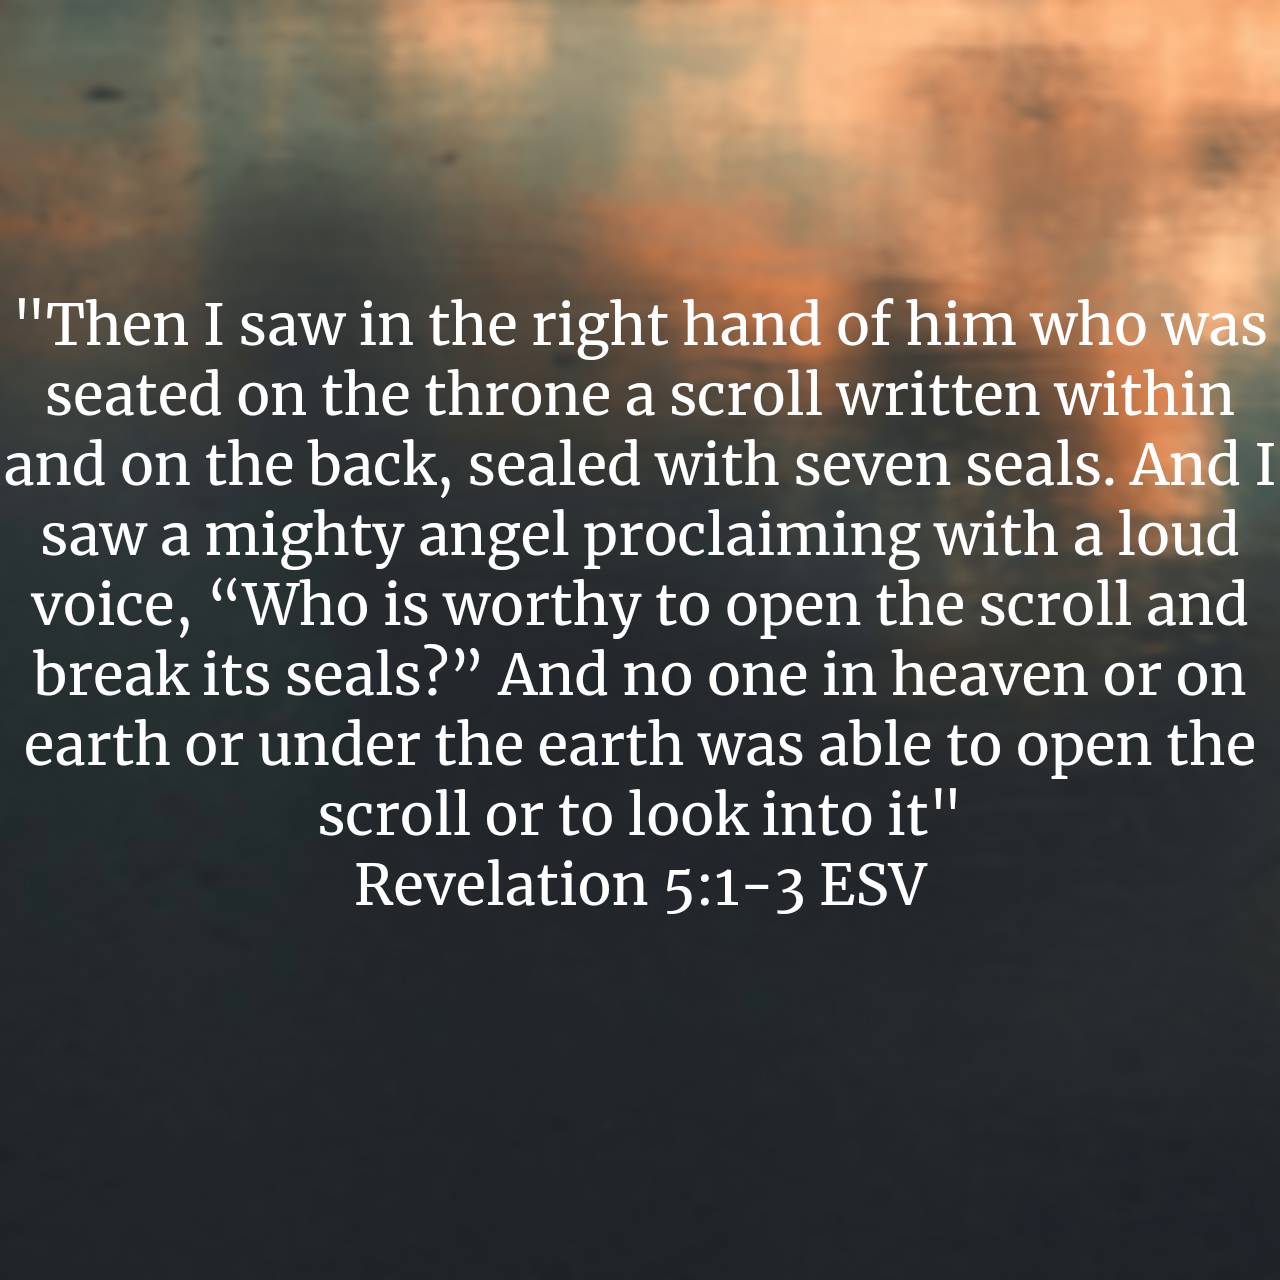 "Then I saw in the right hand of him who was
seated on the throne a scroll written within
and on the back, sealed with seven seals. And I
saw a mighty angel proclaiming with a loud
voice, “Who is worthy to open the scroll and
break its seals?” And no one in heaven or on
earth or under the earth was able to open the
scroll or to look into it"
Revelation 5:1-3 ESV